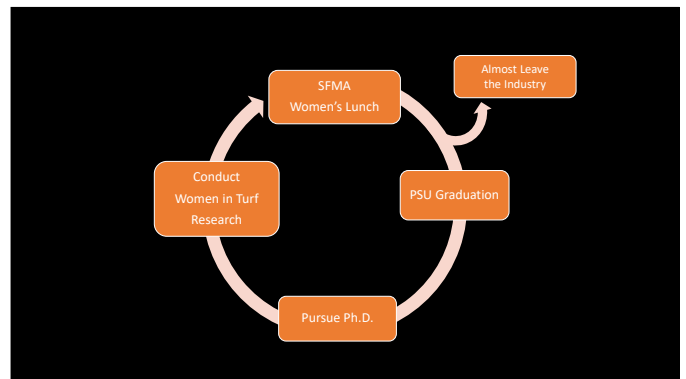 SFMA
Women's Lunch
Almost Leave
the Industry
PSU Graduation
Pursue Ph.D.
Conduct
Women in Turf
Research